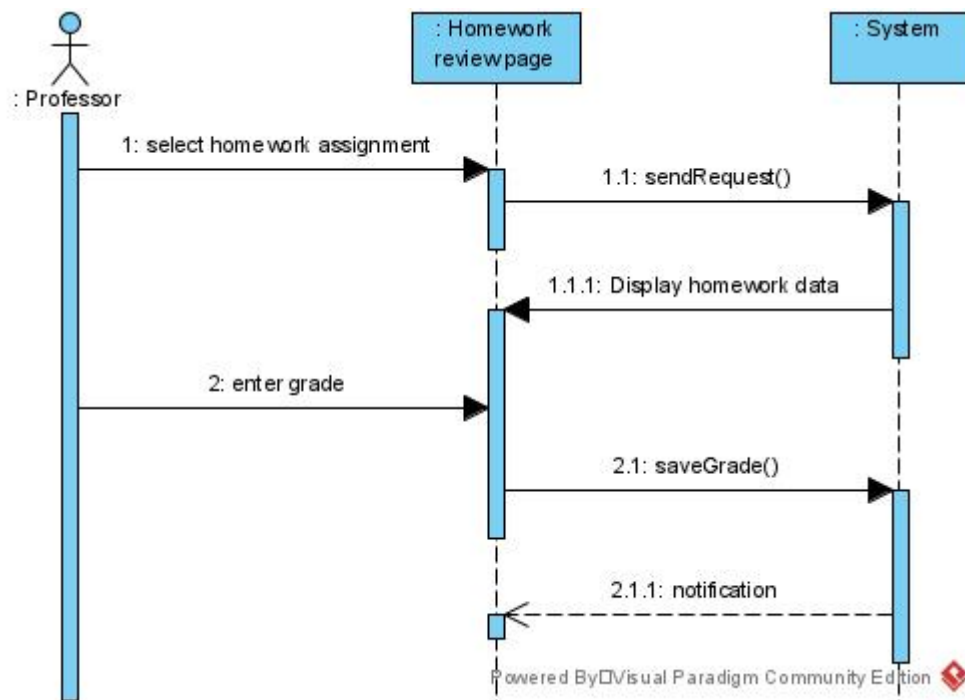 : Homework
review page
: System
: Professor
1: select homework assignment
1.1: sendRequest()
1.1.1: Display homework data
2: enter grade
2.1: saveGrade()
2.1.1: notification
Powered By□Visual Paradigm Community Edition